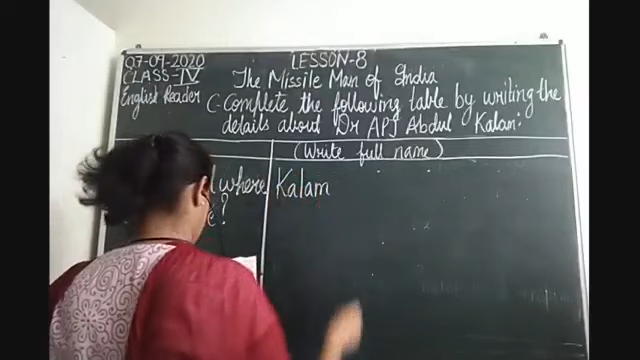 07-09-2020 LESSON-8
CLASS-IV The Missile Man of India
English Reader C-Complete the following table by writing the
details about Dr APJ Abdul Kalam:
(Write full name)
where Kalam
?